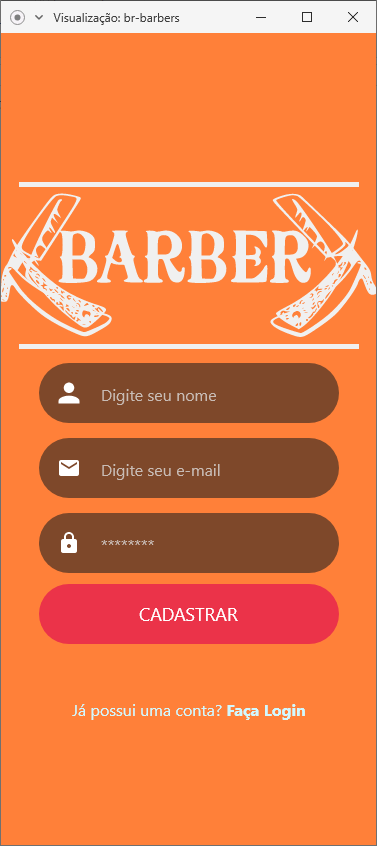 Visualização: br-barbers
BARBER
Digite seu nome
Digite seu e-mail
********
CADASTRAR
Já possui uma conta? Faça Login